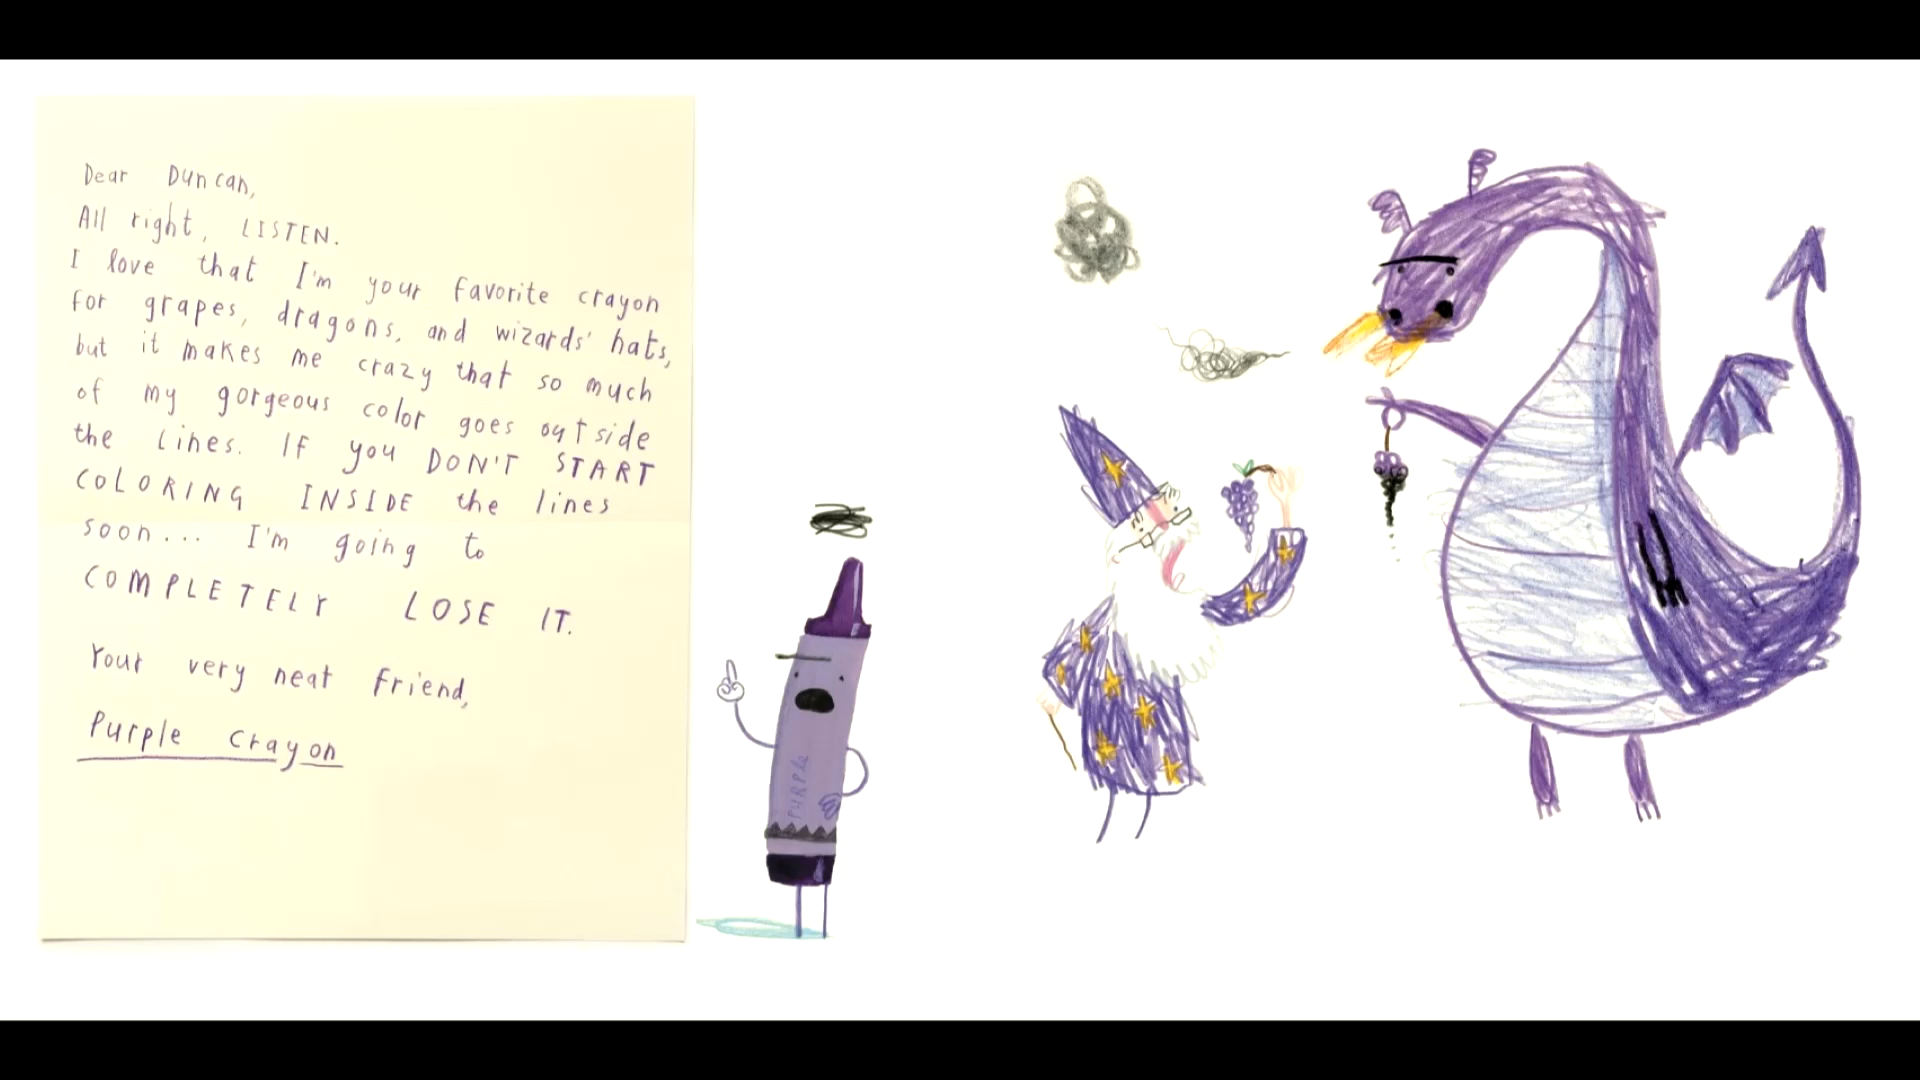 Dear Duncan,
All right, LISTEN.
I love that I'm your favorite crayon
for grapes, dragons, and wizards' hats,
but it makes me crazy that so much
of my gorgeous color goes outside
the lines. IF you DON'T START
COLORING INSIDE the lines
soon... I'm going to
COMPLETELY LOSE IT.
Your very neat friend,
Purple Crayon
PURPLE